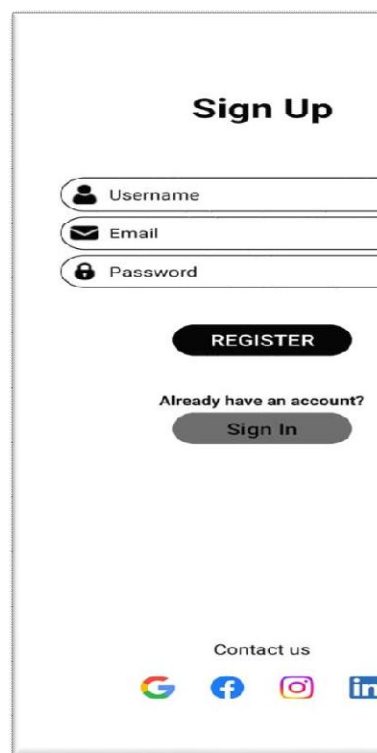 Sign Up
Username
Email
Password
REGISTER
Already have an account?
Sign In
Contact us